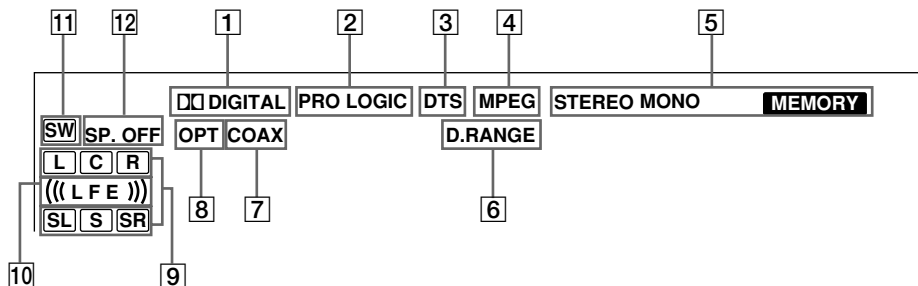 11 12 1 2 3 4 5
DIGITAL PRO LOGIC DTS MPEG STEREO MONO MEMORY
SW SP. OFF OPT COAX D.RANGE
L C R
((( L F E )))
SL S SR
8 7 6
10 9